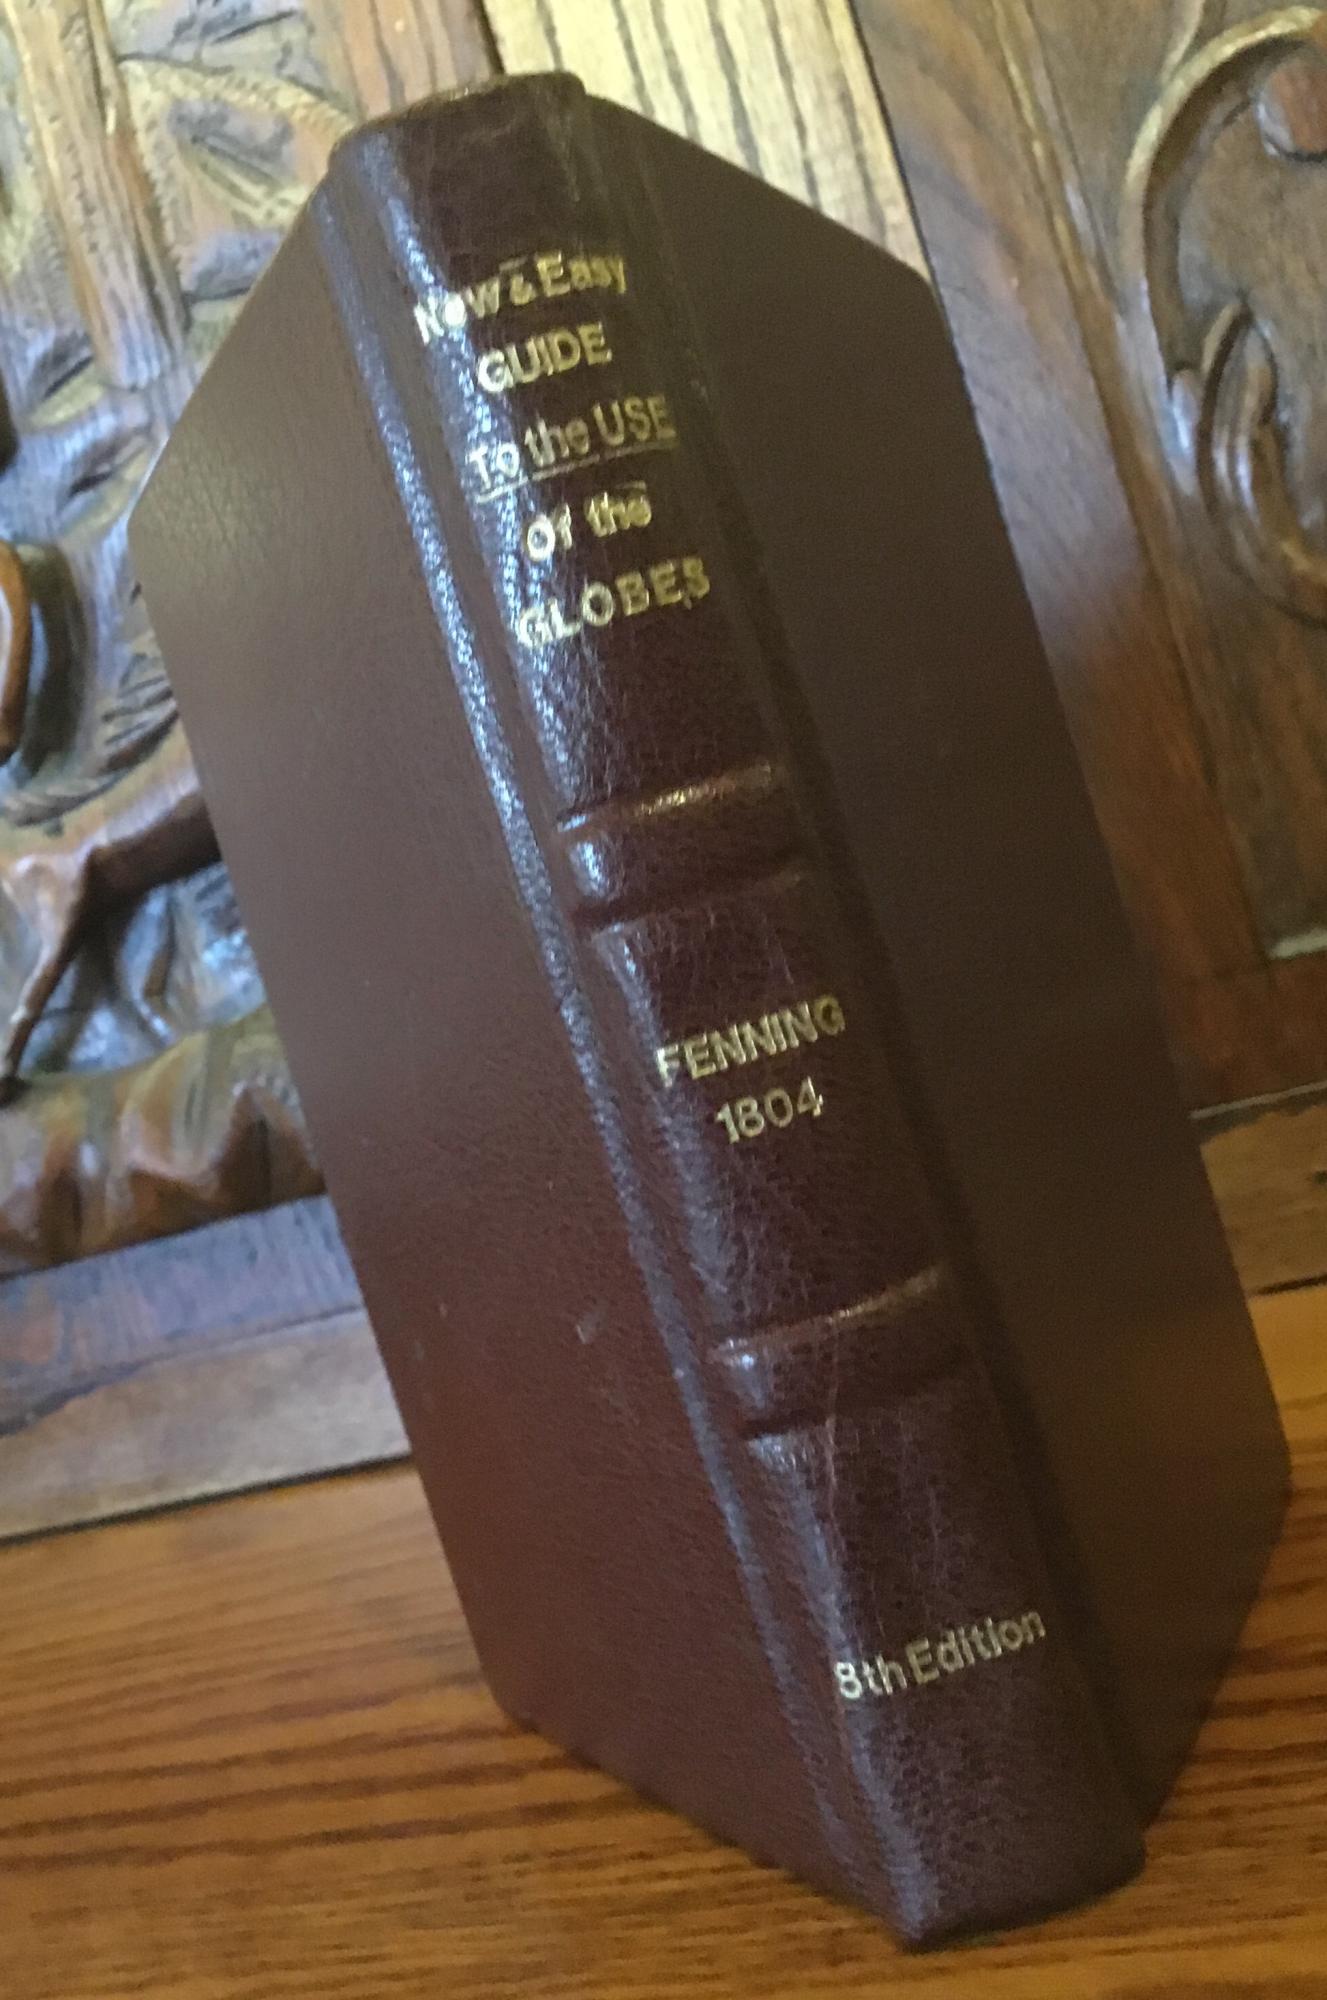 New & Easy
GUIDE
To the USE
Of the
GLOBES
FENNING
1804
8th Edition